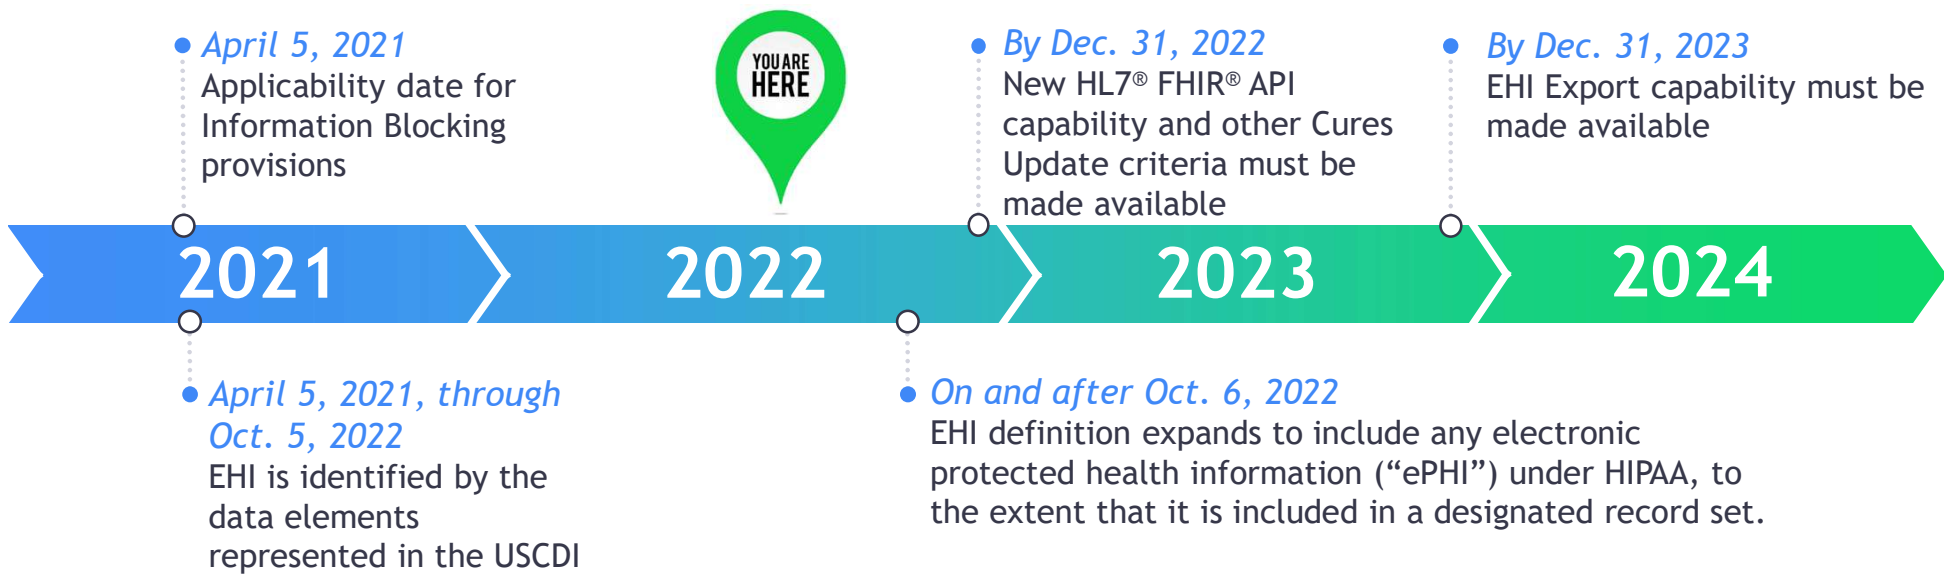 April 5, 2021
Applicability date for
Information Blocking
provisions
YOU ARE
HERE
By Dec. 31, 2022
New HL7® FHIR® API
capability and other Cures
Update criteria must be
made available
By Dec. 31, 2023
EHI Export capability must be
made available
2021
2022
2023
2024
April 5, 2021, through
Oct. 5, 2022
EHI is identified by the
data elements
represented in the USCDI
On and after Oct. 6, 2022
EHI definition expands to include any electronic
protected health information (“ePHI”) under HIPAA, to
the extent that it is included in a designated record set.